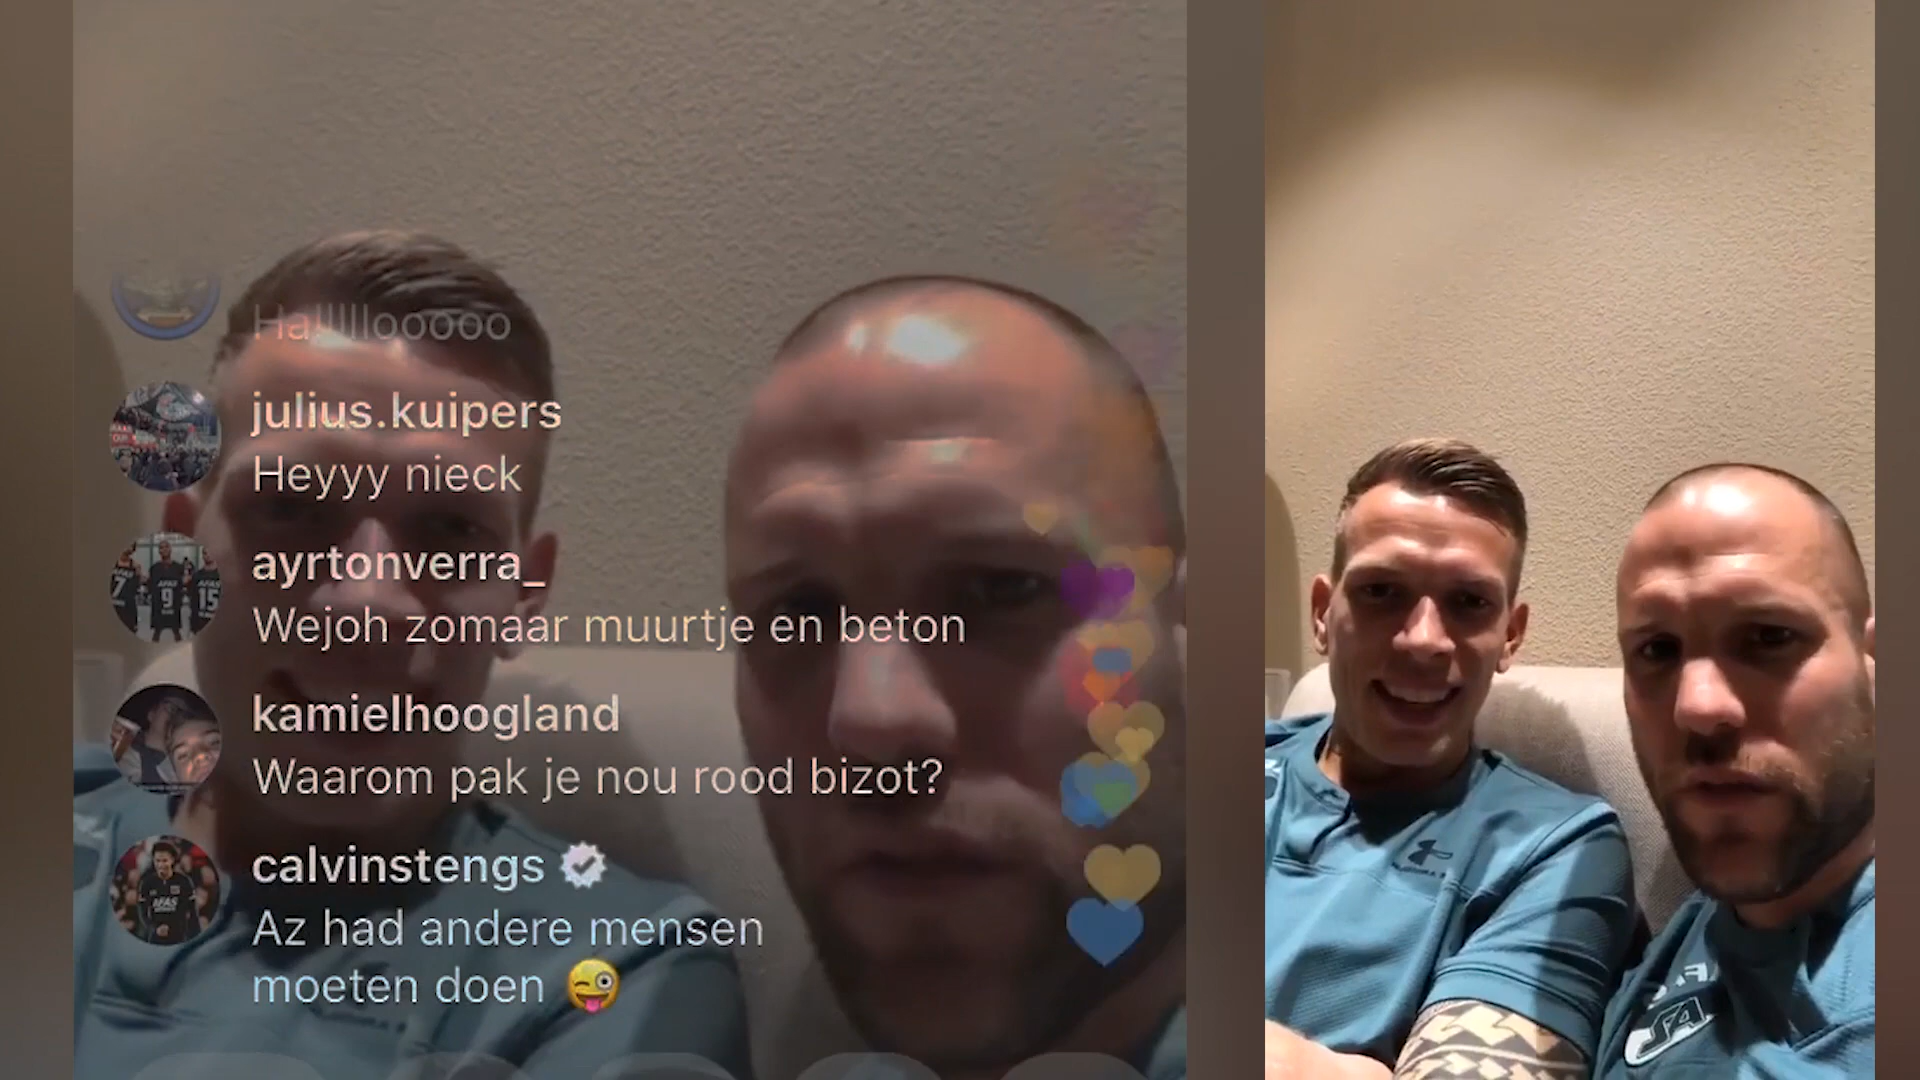 Halllllooooo
julius.kuipers
Heyyy nieck
ayrtonverra_
Wejoh zomaar muurtje en beton
kamielhoogland
Waarom pak je nou rood bizot?
calvinstengs
Az had andere mensen
moeten doen 😜